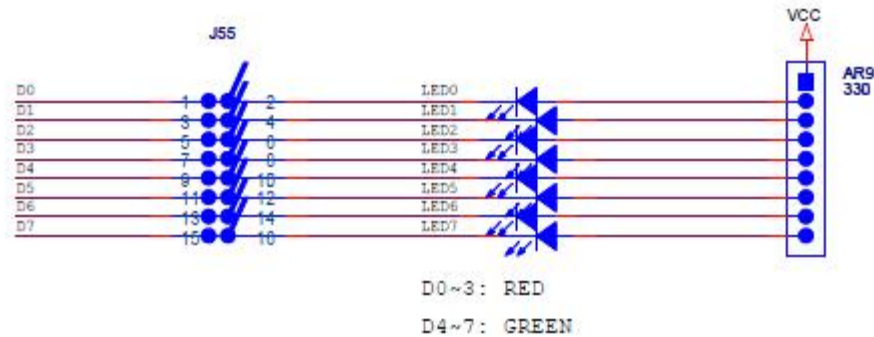 VCC
J55
AR9
330
D0 1 2 LED0
D1 3 4 LED1
D2 5 6 LED2
D3 7 8 LED3
D4 9 10 LED4
D5 11 12 LED5
D6 13 14 LED6
D7 15 16 LED7
D0~3: RED
D4~7: GREEN